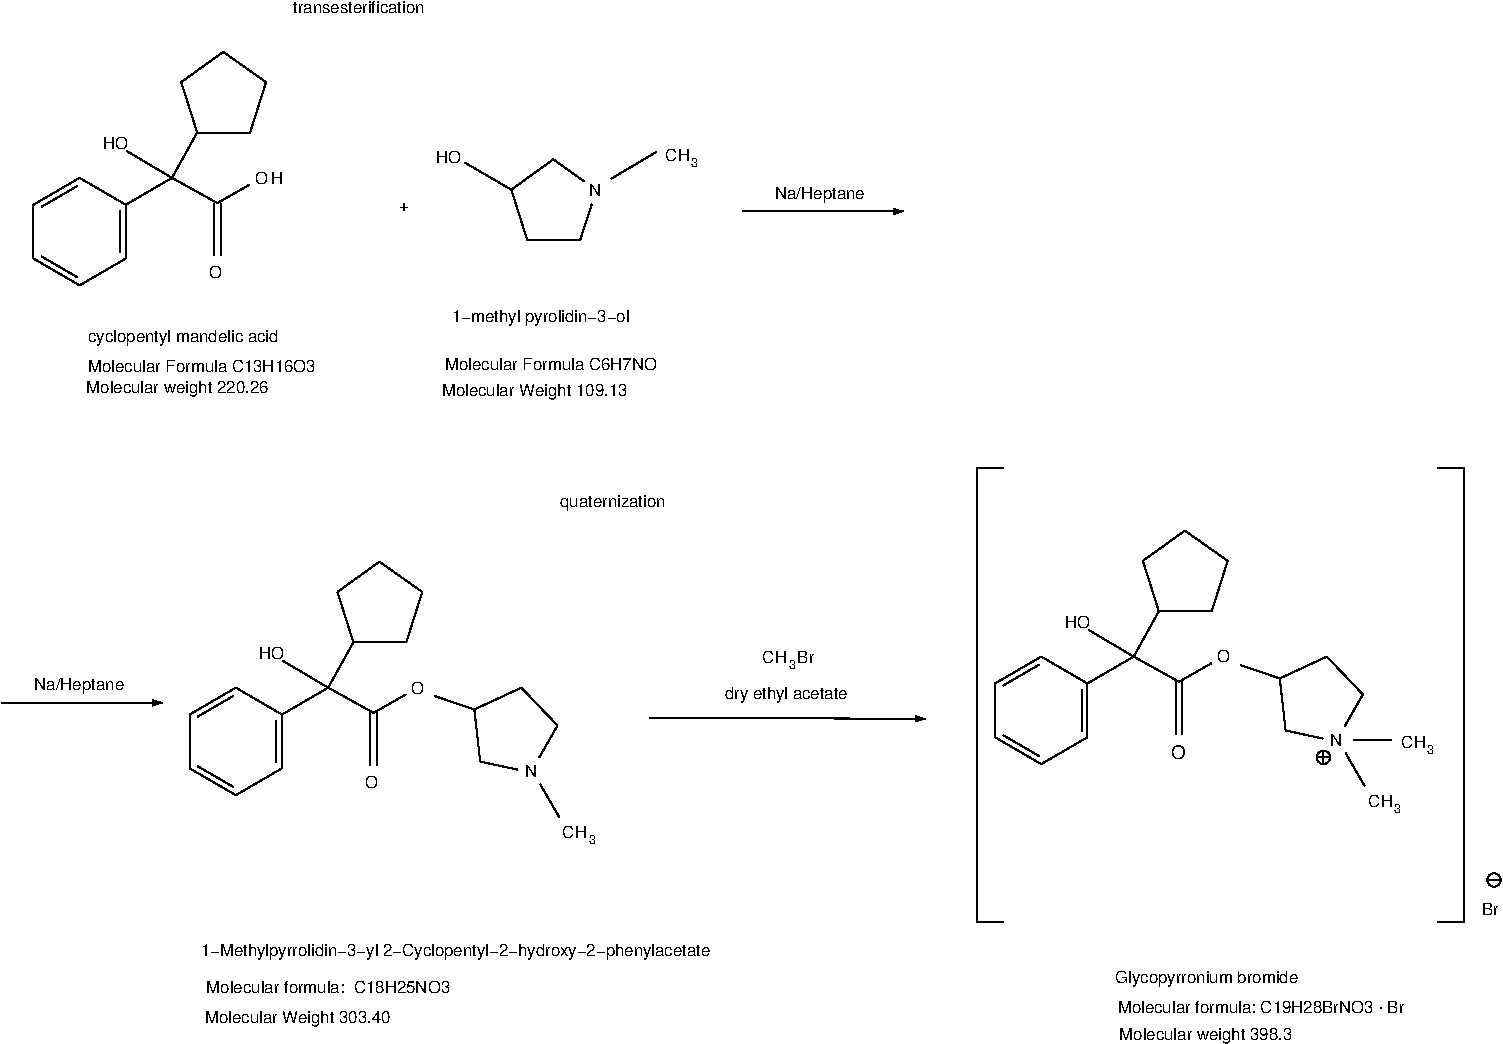 transesterification
HO
OH
O
+
HO
N
CH3
Na/Heptane
cyclopentyl mandelic acid
Molecular Formula C13H16O3
Molecular weight 220.26
1-methyl pyrolidin-3-ol
Molecular Formula C6H7NO
Molecular Weight 109.13
quaternization
Na/Heptane
HO
O
O
N
CH3
CH3Br
dry ethyl acetate
HO
O
O
N
⊕
CH3
CH3
⊖
Br
1-Methylpyrrolidin-3-yl 2-Cyclopentyl-2-hydroxy-2-phenylacetate
Molecular formula: C18H25NO3
Molecular Weight 303.40
Glycopyrronium bromide
Molecular formula: C19H28BrNO3 · Br
Molecular weight 398.3